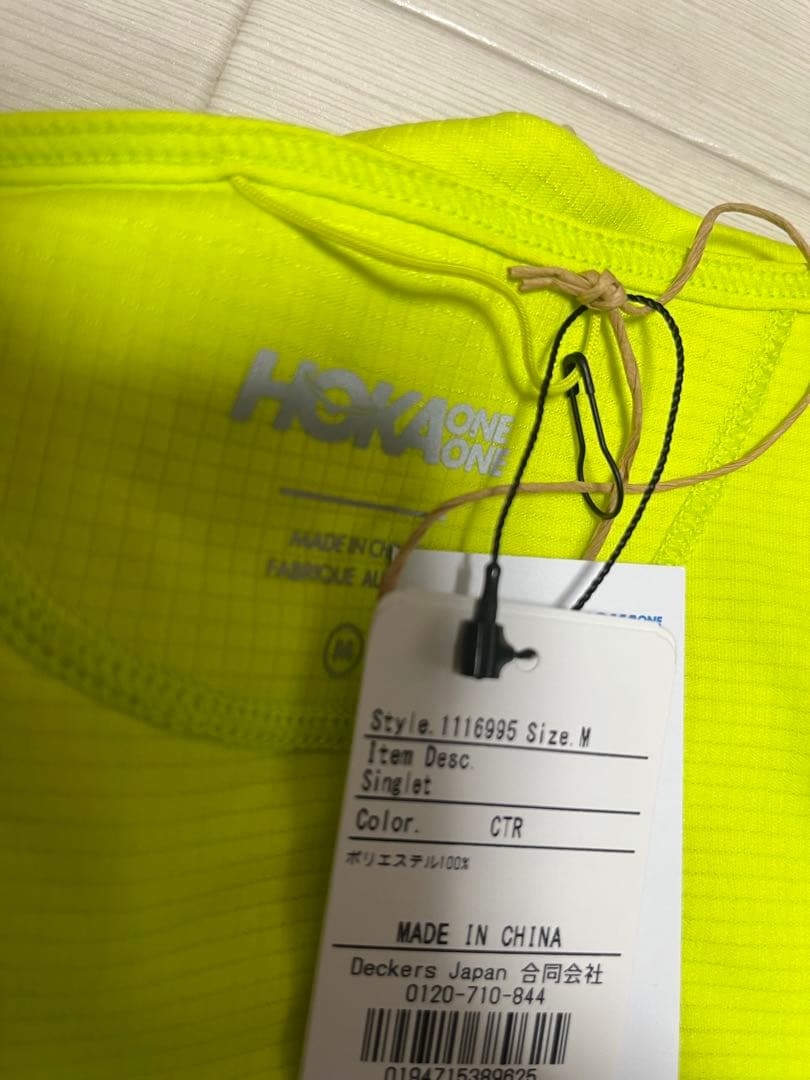 HOKA ONE
ONE
MADE IN CH
FABRIQUE AU
M
Style. 1116995 Size. M
Item Desc.
Singlet
Color. CTR
ポリエステル100%
MADE IN CHINA
Deckers Japan 合同会社
0120-710-844
0194715389625